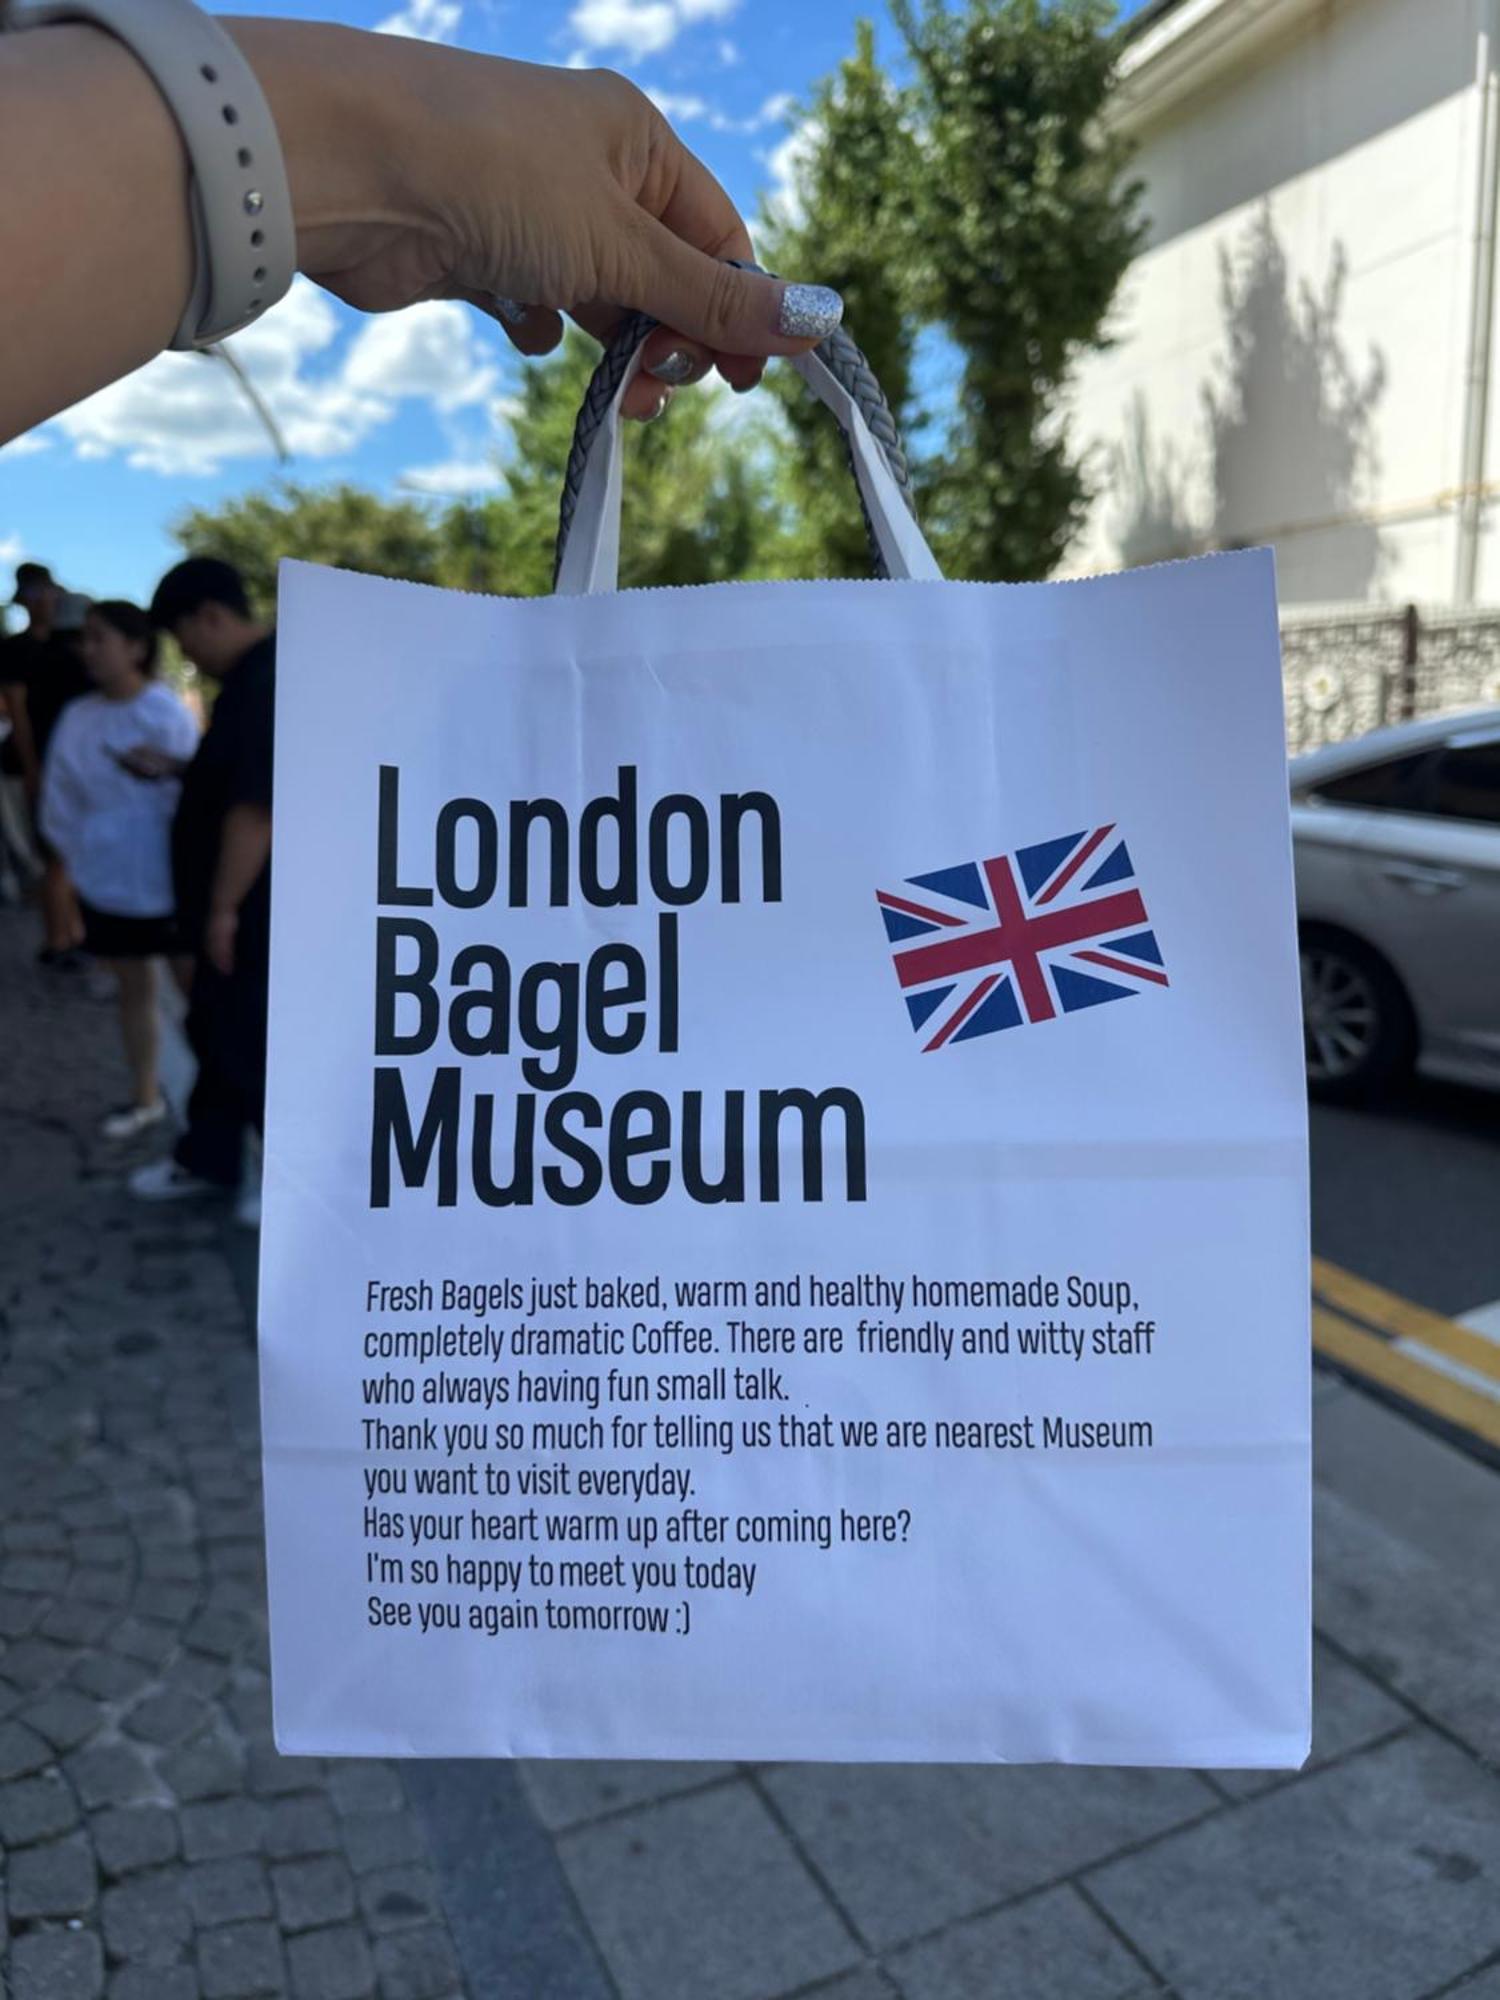 London
Bagel
Museum
Fresh Bagels just baked, warm and healthy homemade Soup,
completely dramatic Coffee. There are friendly and witty staff
who always having fun small talk.
Thank you so much for telling us that we are nearest Museum
you want to visit everyday.
Has your heart warm up after coming here?
I'm so happy to meet you today
See you again tomorrow :)